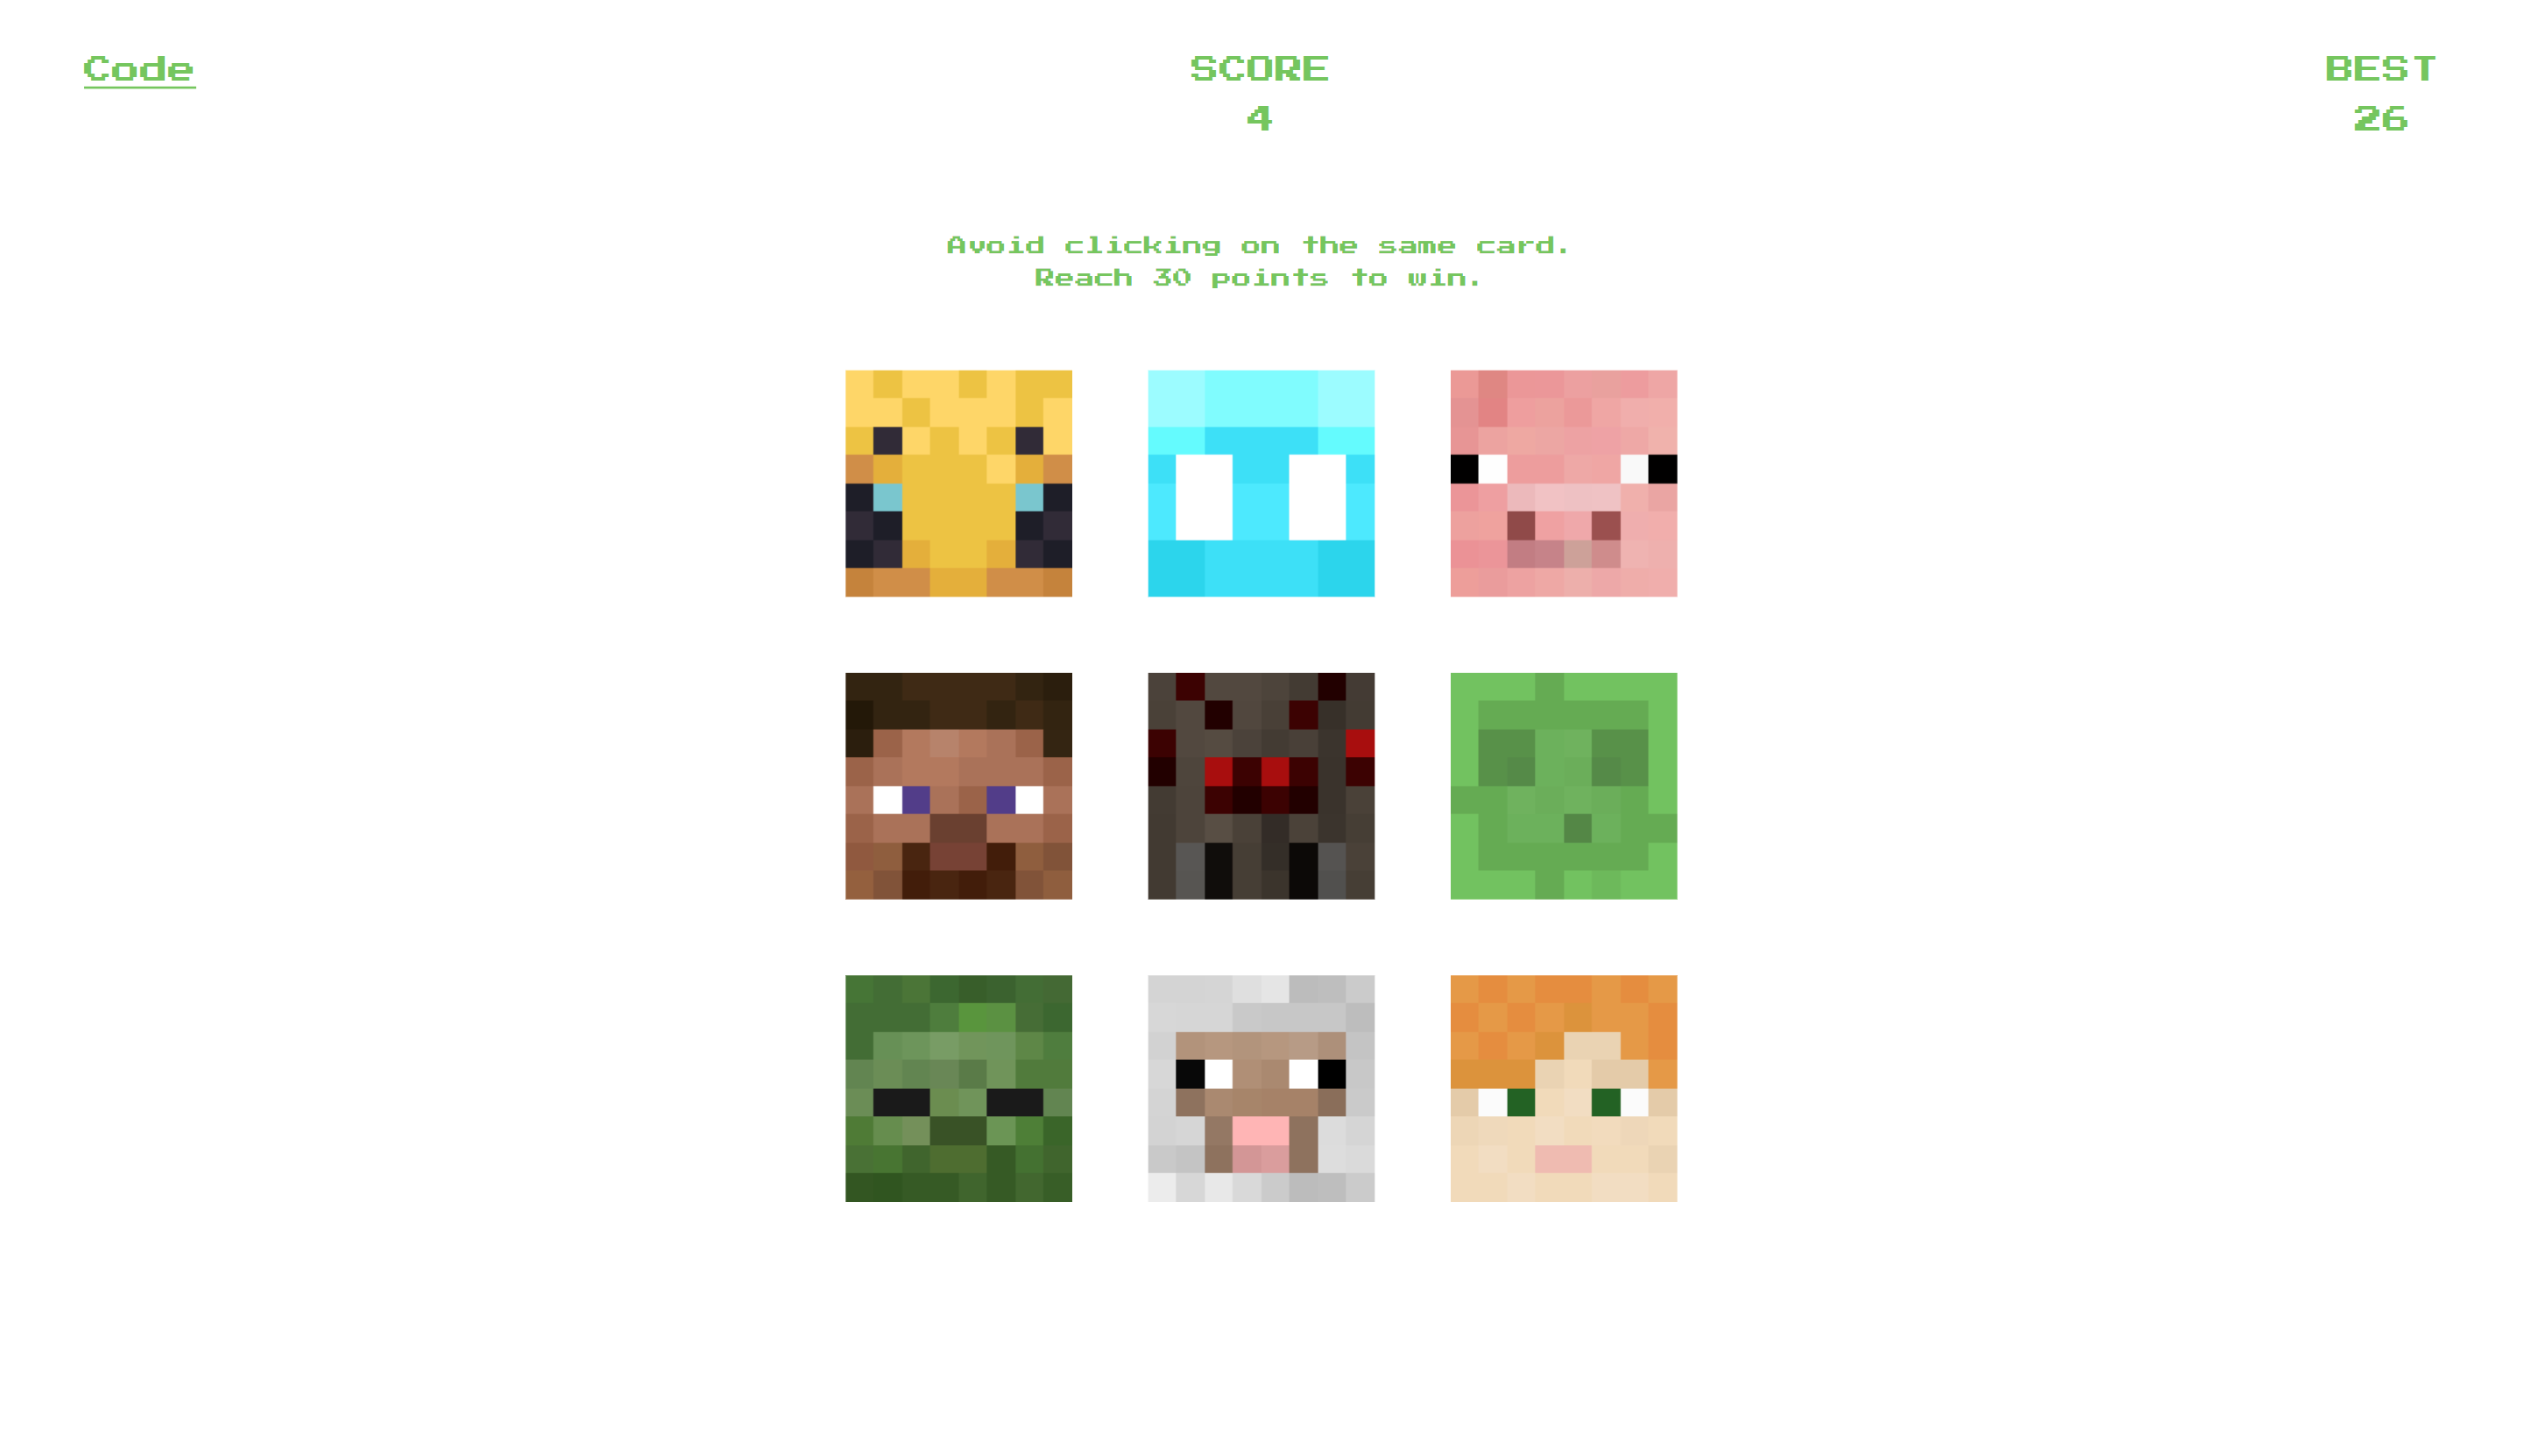 Code
SCORE
4
BEST
26
Avoid clicking on the same card.
Reach 30 points to win.